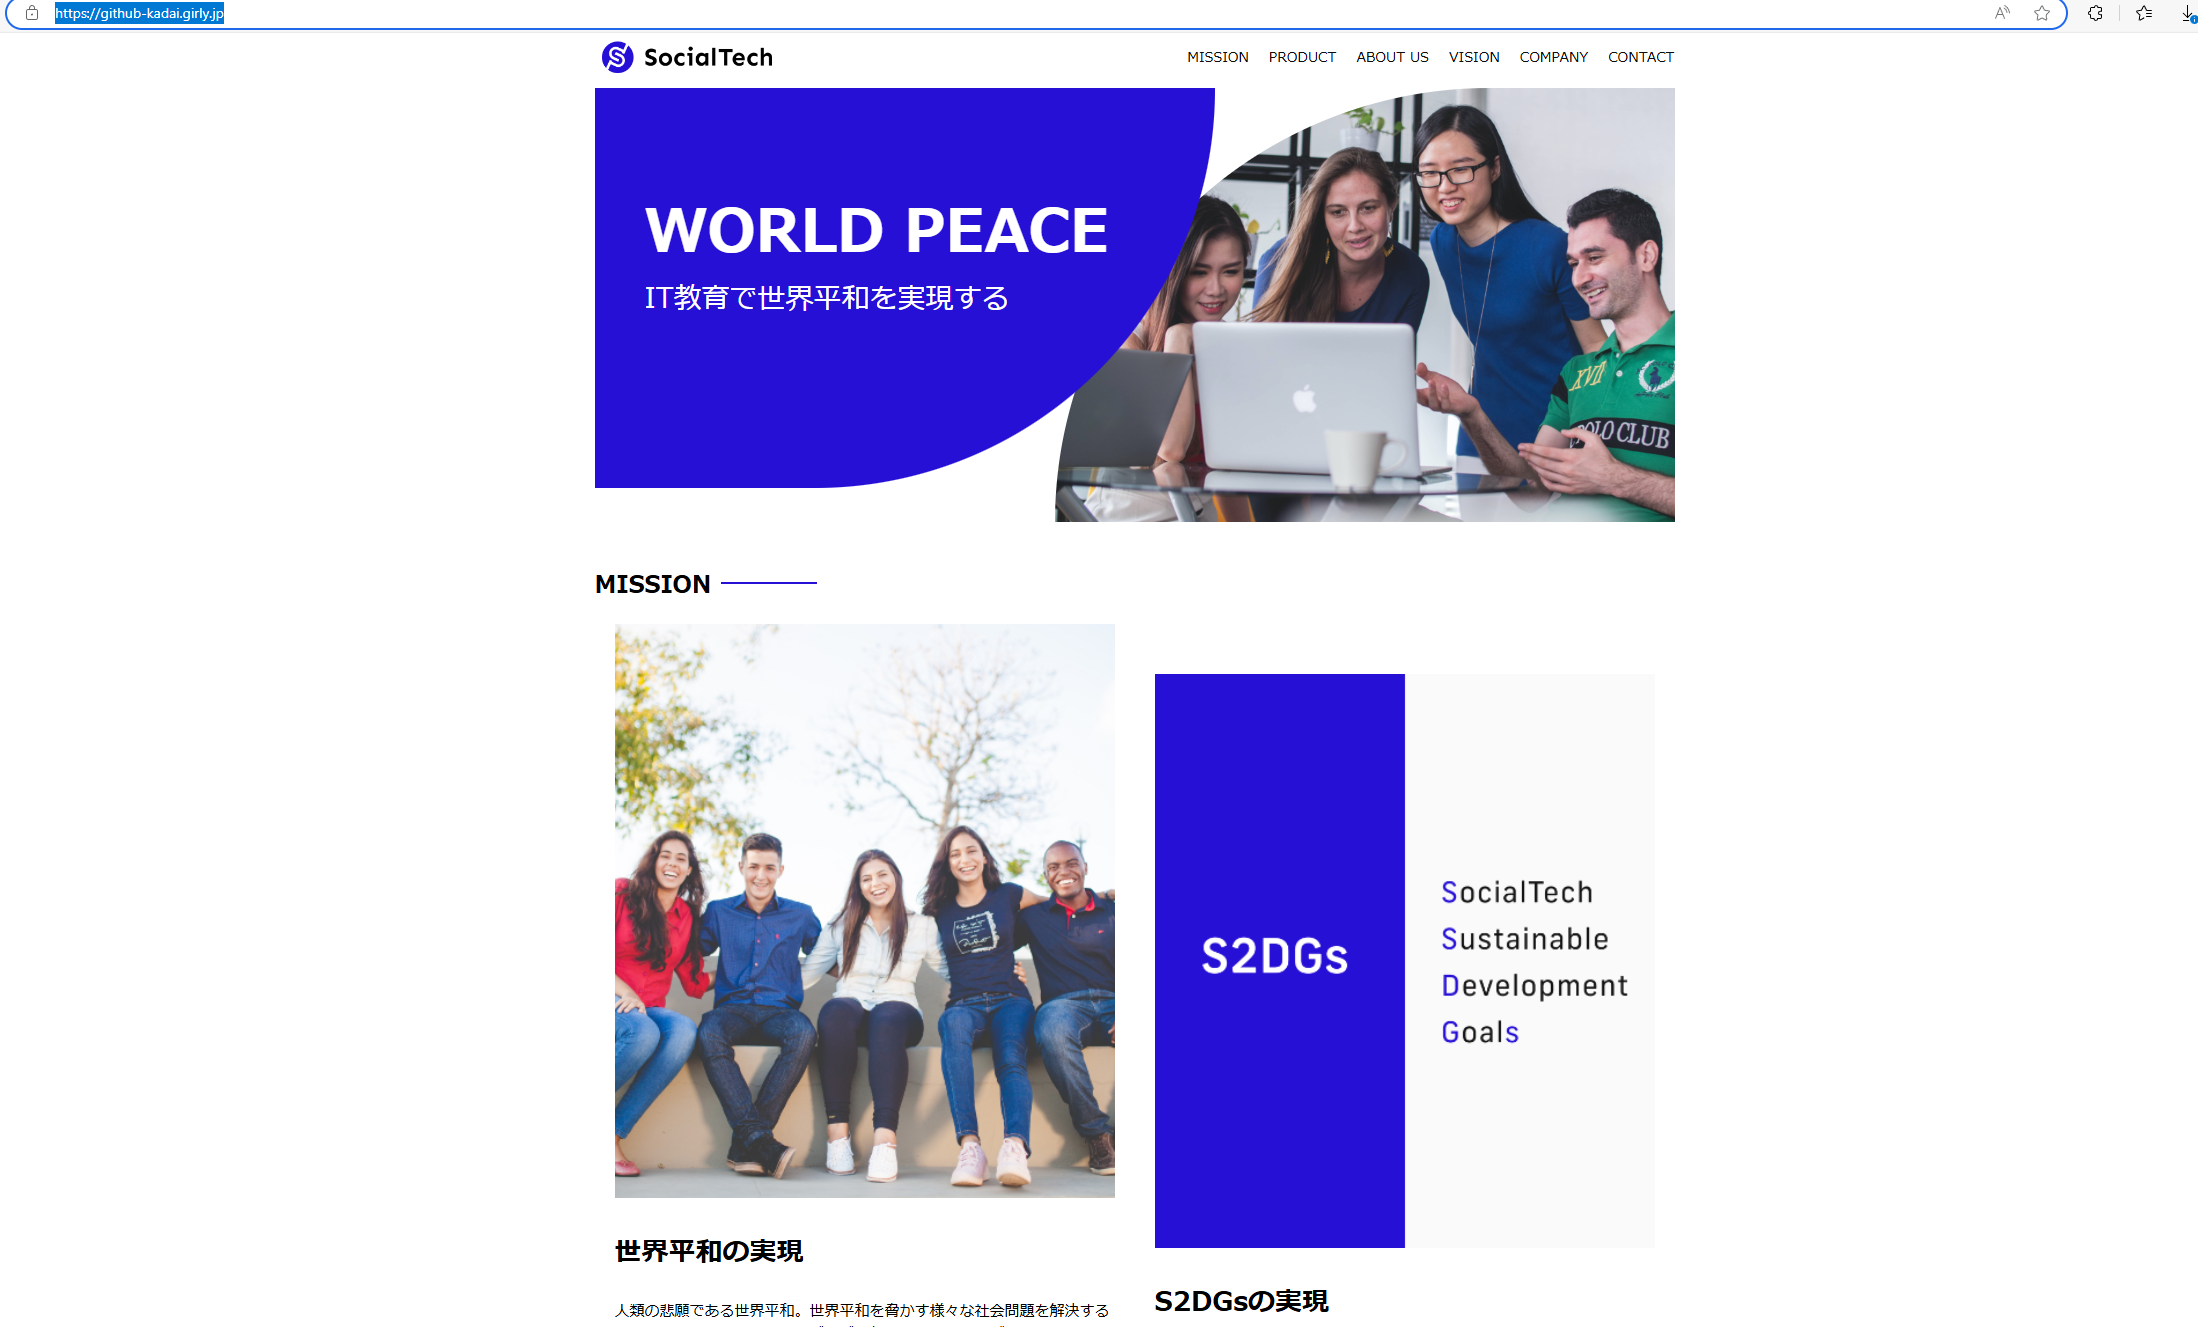 https://github-kadai.girly.jp
SocialTech
MISSION PRODUCT ABOUT US VISION COMPANY CONTACT
WORLD PEACE
IT教育で世界平和を実現する
XVII
POLO CLUB
MISSION
S2DGs
SocialTech
Sustainable
Development
Goals
世界平和の実現
人類の悲願である世界平和。世界平和を脅かす様々な社会問題を解決する
S2DGsの実現